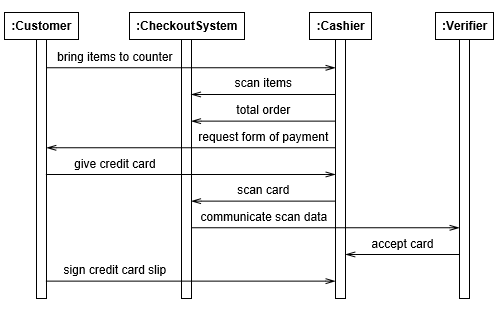 :Customer :CheckoutSystem :Cashier :Verifier
bring items to counter
scan items
total order
request form of payment
give credit card
scan card
communicate scan data
accept card
sign credit card slip